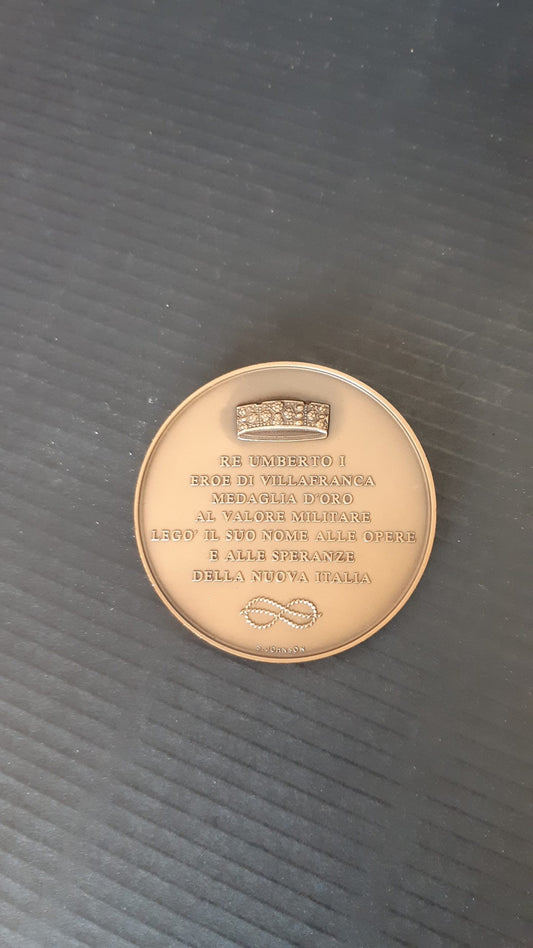 RE UMBERTO I
EROE DI VILLAFRANCA
MEDAGLIA D'ORO
AL VALORE MILITARE
LEGO' IL SUO NOME ALLE OPERE
E ALLE SPERANZE
DELLA NUOVA ITALIA
S.JOHNSON